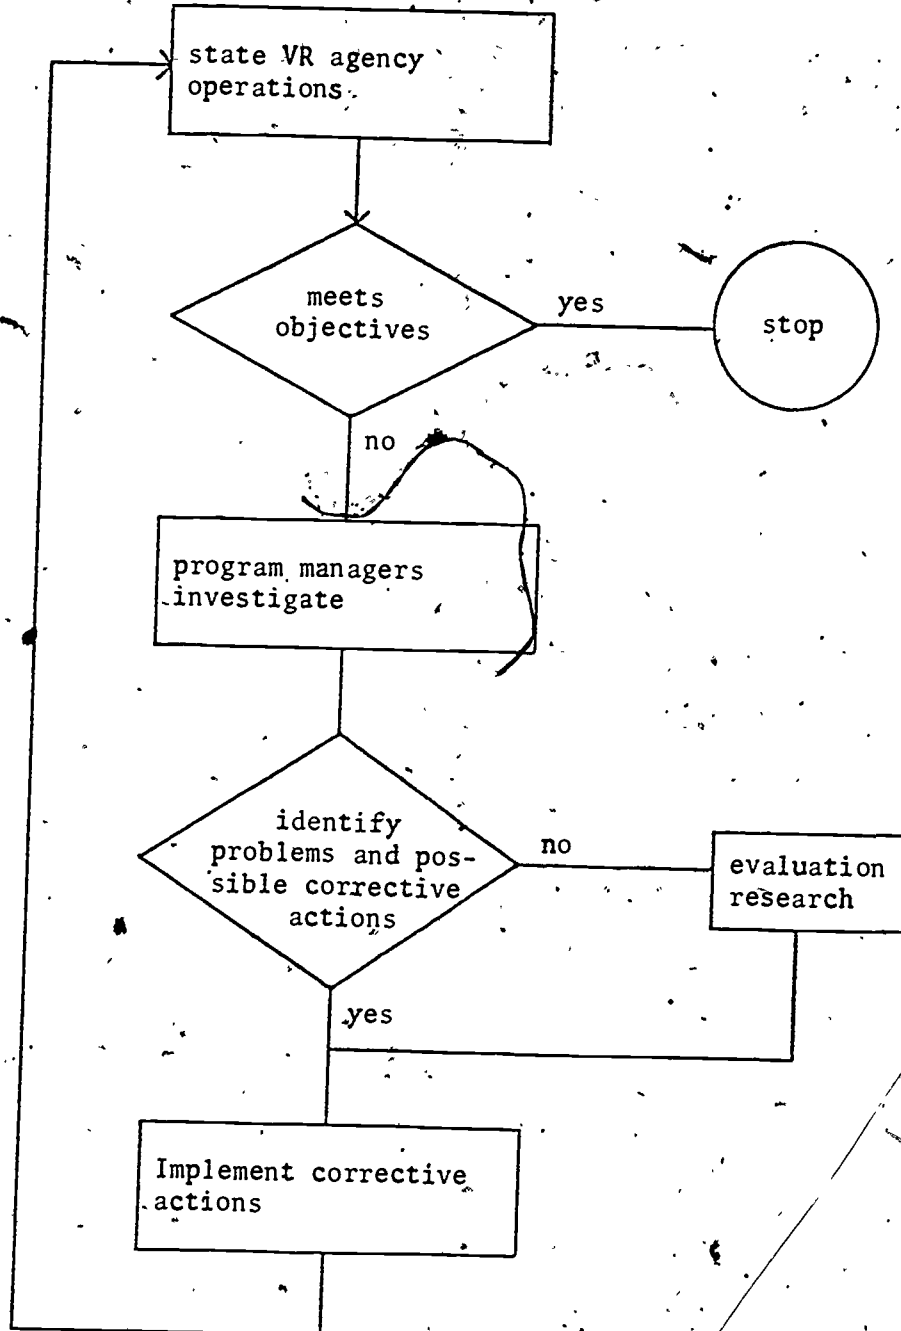 state VR agency
operations
meets
objectives
yes
stop
no
program managers
investigate
identify
problems and pos-
sible corrective
actions
no
evaluation
research
yes
Implement corrective
actions